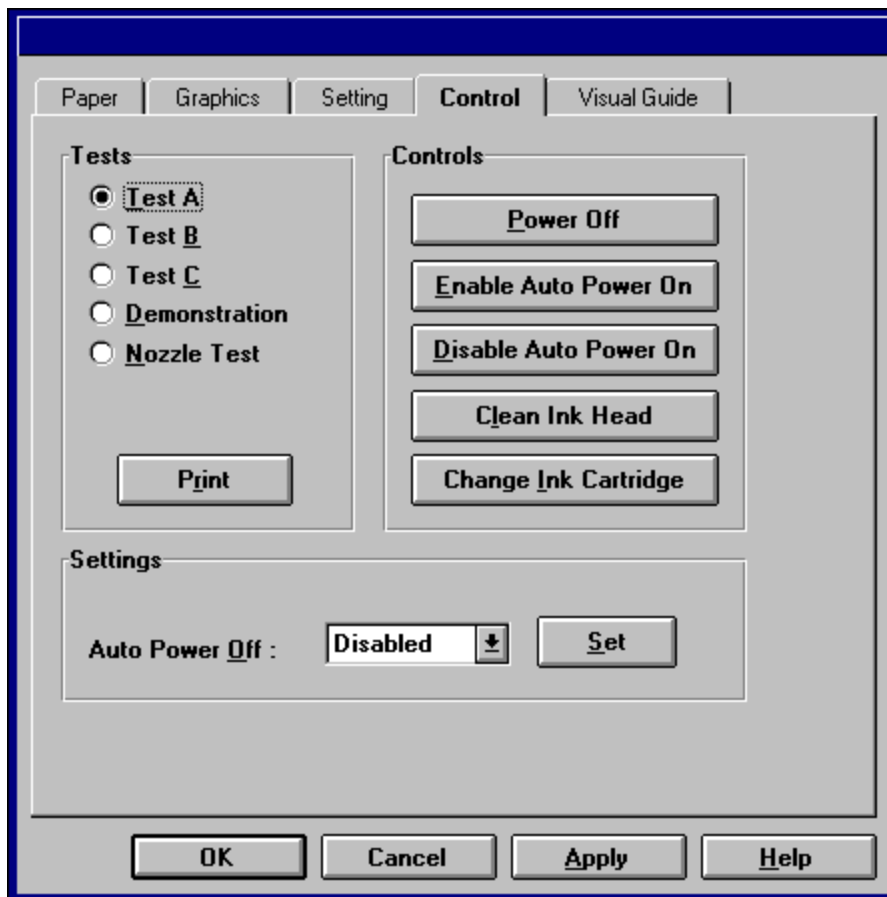 Paper Graphics Setting Control Visual Guide
Tests
Test A
Test B
Test C
Demonstration
Nozzle Test
Print
Controls
Power Off
Enable Auto Power On
Disable Auto Power On
Clean Ink Head
Change Ink Cartridge
Settings
Auto Power Off : Disabled Set
OK Cancel Apply Help